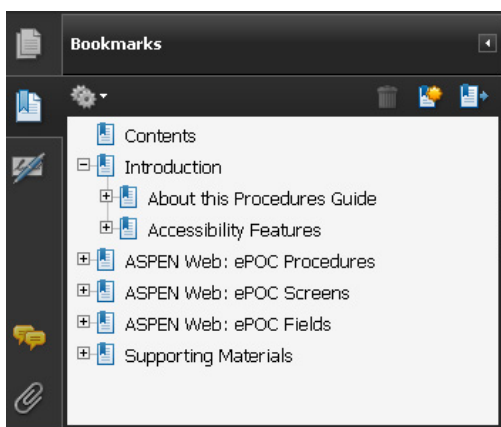 Bookmarks
Contents
Introduction
About this Procedures Guide
Accessibility Features
ASPEN Web: ePOC Procedures
ASPEN Web: ePOC Screens
ASPEN Web: ePOC Fields
Supporting Materials